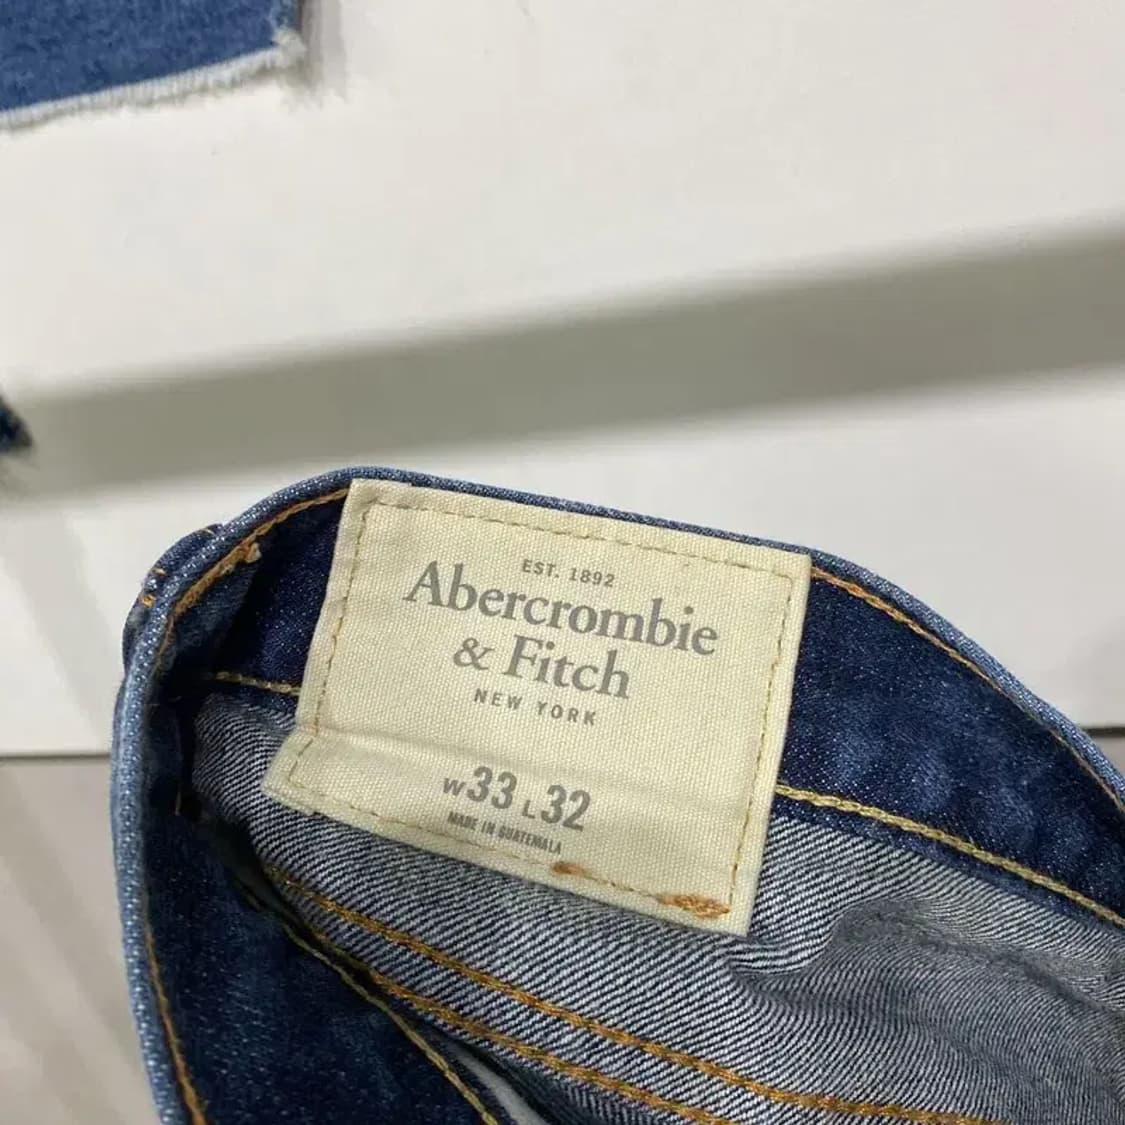 EST. 1892
Abercrombie
& Fitch
NEW YORK
W33 L32
MADE IN GUATEMALA